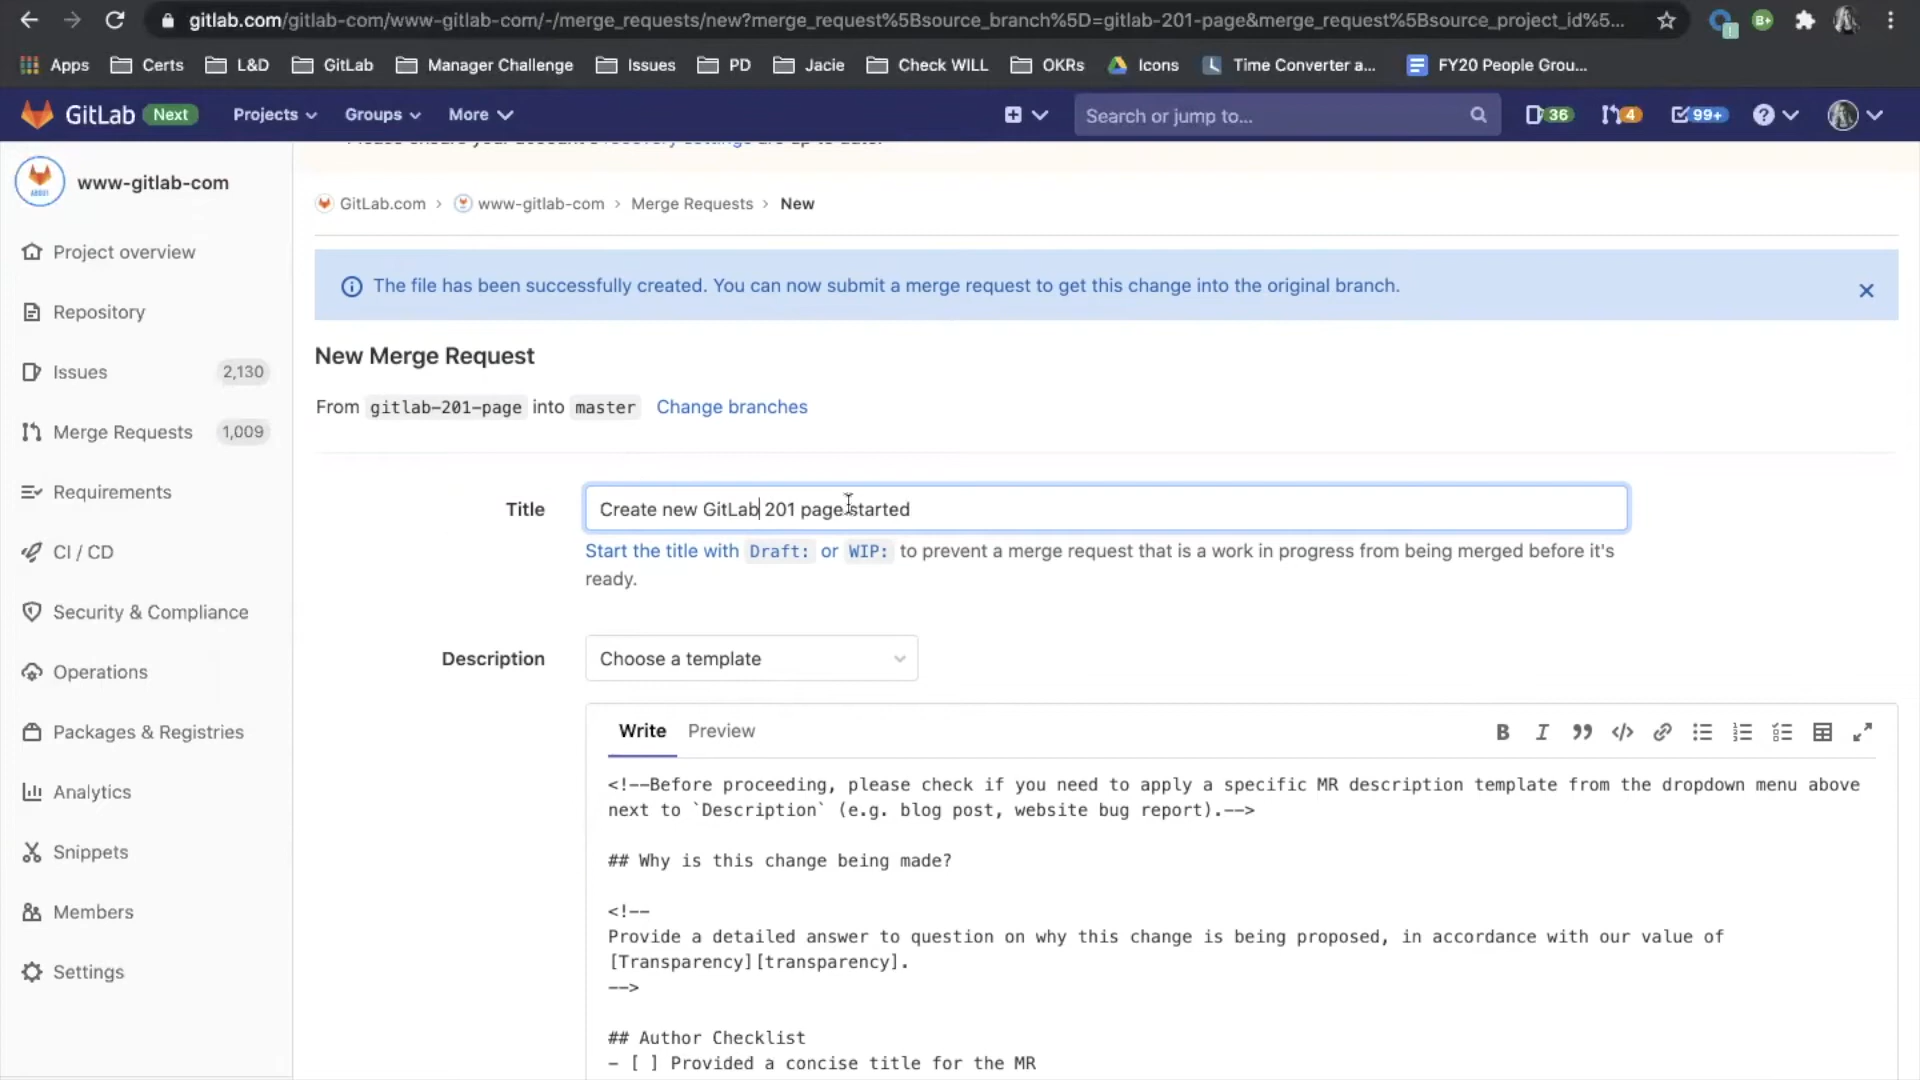 gitlab.com/gitlab-com/www-gitlab-com/-/merge_requests/new?merge_request%5Bsource_branch%5D=gitlab-201-page&merge_request%5Bsource_project_id%5...
Apps Certs L&D GitLab Manager Challenge Issues PD Jacie Check WILL OKRs Icons Time Converter a... FY20 People Grou...
GitLab Next Projects Groups More Search or jump to... 36 4 99+
www-gitlab-com
Project overview
Repository
Issues 2,130
Merge Requests 1,009
Requirements
CI / CD
Security & Compliance
Operations
Packages & Registries
Analytics
Snippets
Members
Settings
Please ensure your account's recovery settings are up to date.
GitLab.com › www-gitlab-com › Merge Requests › New
The file has been successfully created. You can now submit a merge request to get this change into the original branch.
New Merge Request
From gitlab-201-page into master Change branches
Title Create new GitLab 201 page started
Start the title with Draft: or WIP: to prevent a merge request that is a work in progress from being merged before it's
ready.
Description Choose a template
Write Preview
<!--Before proceeding, please check if you need to apply a specific MR description template from the dropdown menu above
next to `Description` (e.g. blog post, website bug report).-->
## Why is this change being made?
<!--
Provide a detailed answer to question on why this change is being proposed, in accordance with our value of
[Transparency][transparency].
-->
## Author Checklist
- [ ] Provided a concise title for the MR